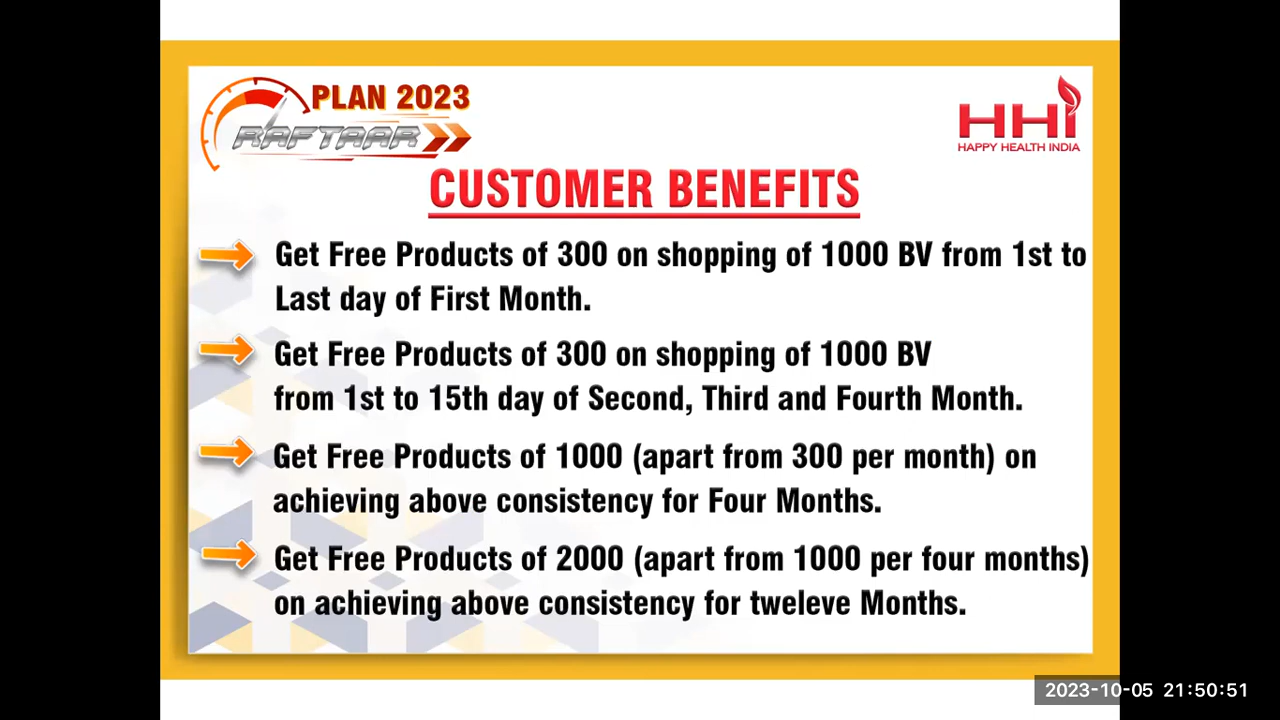 PLAN 2023
RAFTAAR
HHi
HAPPY HEALTH INDIA
CUSTOMER BENEFITS
Get Free Products of 300 on shopping of 1000 BV from 1st to
Last day of First Month.
Get Free Products of 300 on shopping of 1000 BV
from 1st to 15th day of Second, Third and Fourth Month.
Get Free Products of 1000 (apart from 300 per month) on
achieving above consistency for Four Months.
Get Free Products of 2000 (apart from 1000 per four months)
on achieving above consistency for tweleve Months.
2023-10-05 21:50:51